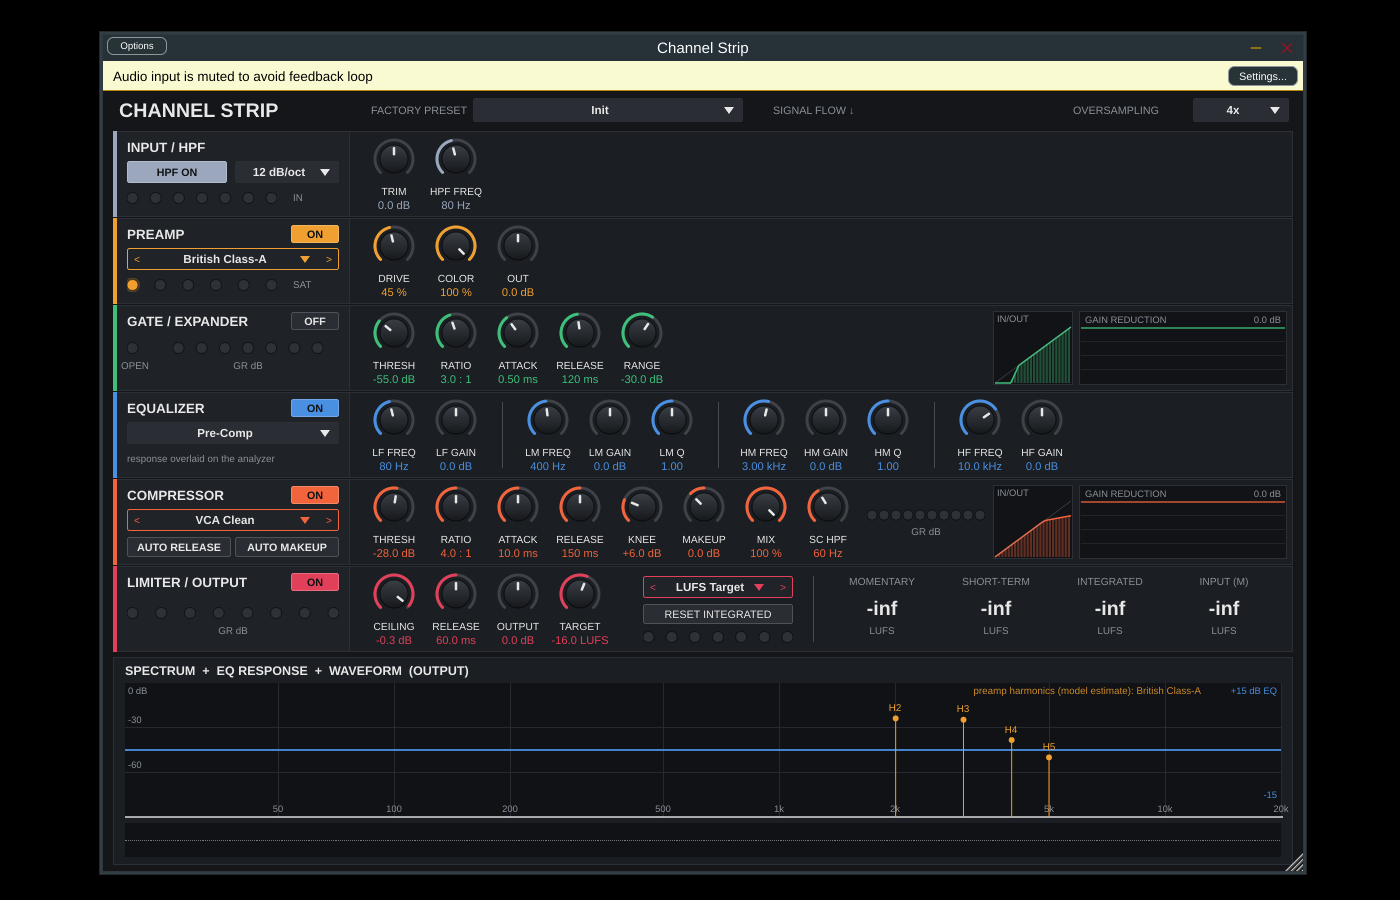 Options
Channel Strip
Audio input is muted to avoid feedback loop
Settings...
CHANNEL STRIP
FACTORY PRESET
Init
SIGNAL FLOW ↓
OVERSAMPLING
4x
INPUT / HPF
HPF ON
12 dB/oct
IN
TRIM
0.0 dB
HPF FREQ
80 Hz
PREAMP
ON
< British Class-A >
SAT
DRIVE
45 %
COLOR
100 %
OUT
0.0 dB
GATE / EXPANDER
OFF
OPEN
GR dB
THRESH
-55.0 dB
RATIO
3.0 : 1
ATTACK
0.50 ms
RELEASE
120 ms
RANGE
-30.0 dB
IN/OUT
GAIN REDUCTION
0.0 dB
EQUALIZER
ON
Pre-Comp
response overlaid on the analyzer
LF FREQ
80 Hz
LF GAIN
0.0 dB
LM FREQ
400 Hz
LM GAIN
0.0 dB
LM Q
1.00
HM FREQ
3.00 kHz
HM GAIN
0.0 dB
HM Q
1.00
HF FREQ
10.0 kHz
HF GAIN
0.0 dB
COMPRESSOR
ON
< VCA Clean >
AUTO RELEASE
AUTO MAKEUP
THRESH
-28.0 dB
RATIO
4.0 : 1
ATTACK
10.0 ms
RELEASE
150 ms
KNEE
+6.0 dB
MAKEUP
0.0 dB
MIX
100 %
SC HPF
60 Hz
GR dB
IN/OUT
GAIN REDUCTION
0.0 dB
LIMITER / OUTPUT
ON
GR dB
CEILING
-0.3 dB
RELEASE
60.0 ms
OUTPUT
0.0 dB
TARGET
-16.0 LUFS
< LUFS Target >
RESET INTEGRATED
MOMENTARY
-inf
LUFS
SHORT-TERM
-inf
LUFS
INTEGRATED
-inf
LUFS
INPUT (M)
-inf
LUFS
SPECTRUM + EQ RESPONSE + WAVEFORM (OUTPUT)
0 dB
preamp harmonics (model estimate): British Class-A
+15 dB EQ
H2
H3
-30
H4
H5
-60
-15
50
100
200
500
1k
2k
5k
10k
20k